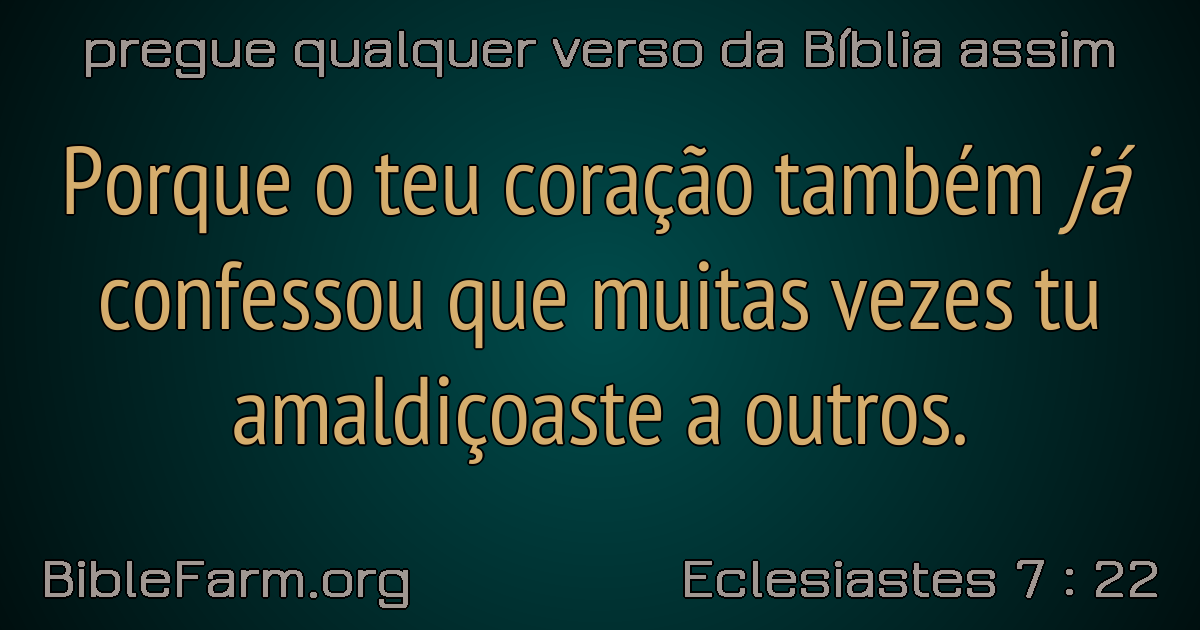 pregue qualquer verso da Bíblia assim
Porque o teu coração também já
confessou que muitas vezes tu
amaldiçoaste a outros.
BibleFarm.org
Eclesiastes 7 : 22